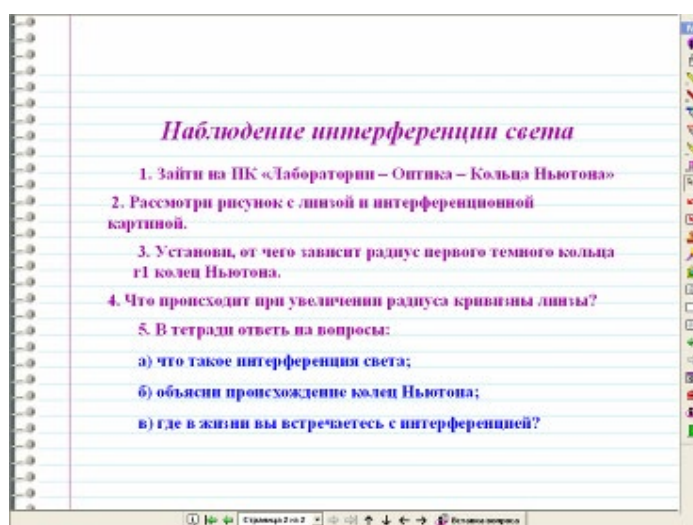 Наблюдение интерференции света
1. Зайти на ПК «Лаборатории – Оптика – Кольца Ньютона»
2. Рассмотри рисунок с линзой и интерференционной
картиной.
3. Установи, от чего зависит радиус первого темного кольца
r1 колец Ньютона.
4. Что происходит при увеличении радиуса кривизны линзы?
5. В тетради ответь на вопросы:
а) что такое интерференция света;
б) объясни происхождение колец Ньютона;
в) где в жизни вы встречаетесь с интерференцией?
Страница 2 из 2
Вставка вопроса